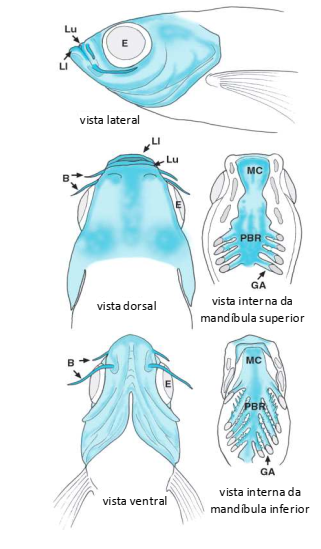 Lu
E
Ll
vista lateral
Ll
Lu
B
E
MC
PBR
GA
vista dorsal
vista interna da
mandíbula superior
B
E
MC
PBR
GA
vista ventral
vista interna da
mandíbula inferior